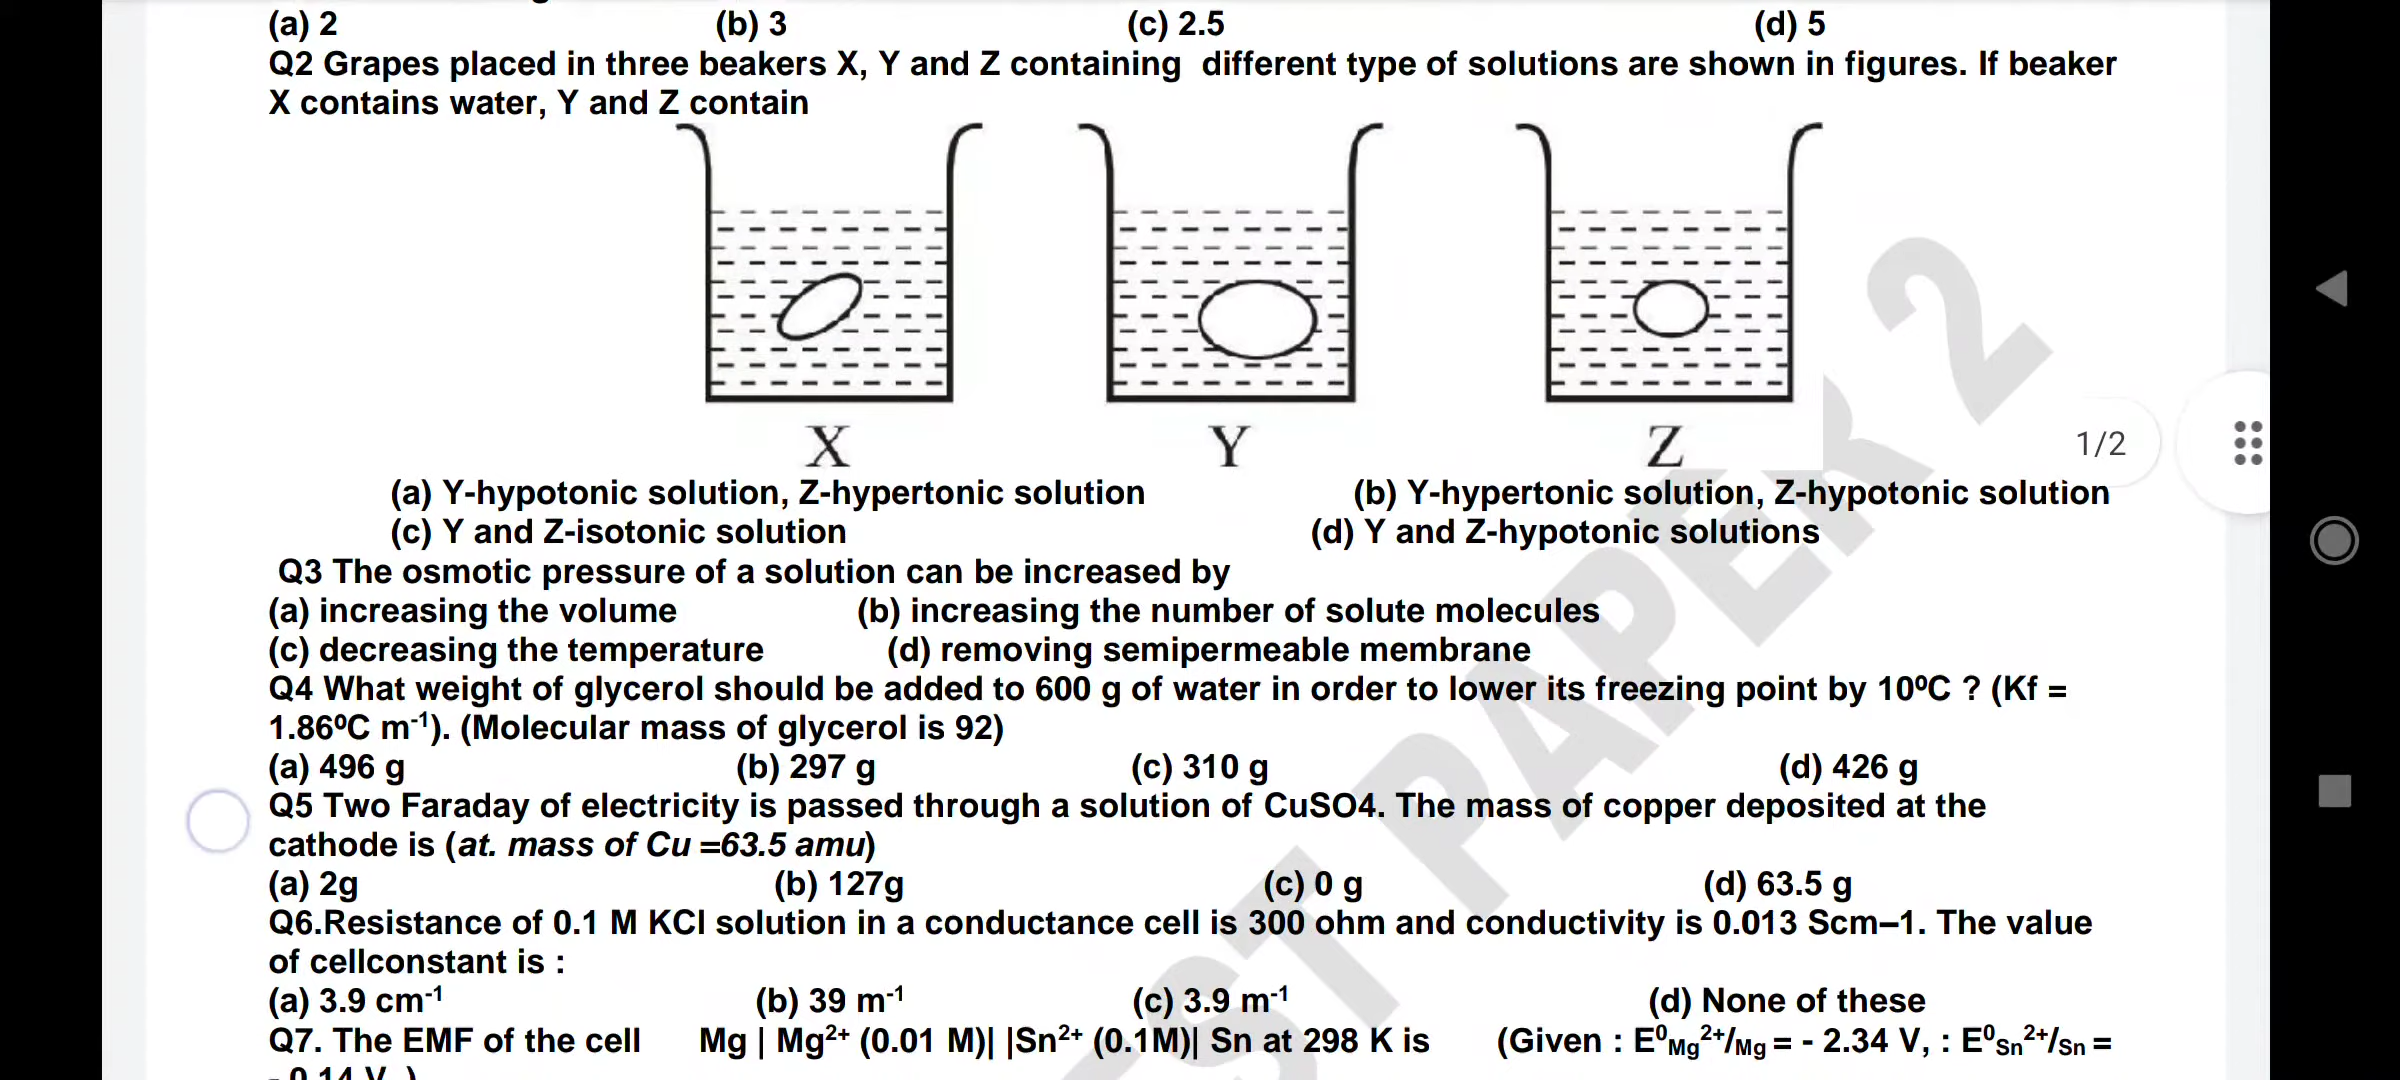 (a) 2 (b) 3 (c) 2.5 (d) 5
Q2 Grapes placed in three beakers X, Y and Z containing different type of solutions are shown in figures. If beaker
X contains water, Y and Z contain
X Y Z
1/2
(a) Y-hypotonic solution, Z-hypertonic solution (b) Y-hypertonic solution, Z-hypotonic solution
(c) Y and Z-isotonic solution (d) Y and Z-hypotonic solutions
Q3 The osmotic pressure of a solution can be increased by
(a) increasing the volume (b) increasing the number of solute molecules
(c) decreasing the temperature (d) removing semipermeable membrane
Q4 What weight of glycerol should be added to 600 g of water in order to lower its freezing point by 10⁰C ? (Kf =
1.86⁰C m⁻¹). (Molecular mass of glycerol is 92)
(a) 496 g (b) 297 g (c) 310 g (d) 426 g
Q5 Two Faraday of electricity is passed through a solution of CuSO4. The mass of copper deposited at the
cathode is (at. mass of Cu =63.5 amu)
(a) 2g (b) 127g (c) 0 g (d) 63.5 g
Q6.Resistance of 0.1 M KCl solution in a conductance cell is 300 ohm and conductivity is 0.013 Scm–1. The value
of cellconstant is :
(a) 3.9 cm⁻¹ (b) 39 m⁻¹ (c) 3.9 m⁻¹ (d) None of these
Q7. The EMF of the cell Mg | Mg²⁺ (0.01 M)| |Sn²⁺ (0.1M)| Sn at 298 K is (Given : E⁰Mg²⁺/Mg = - 2.34 V, : E⁰Sn²⁺/Sn =
- 0.14 V )
ST PAPER 2